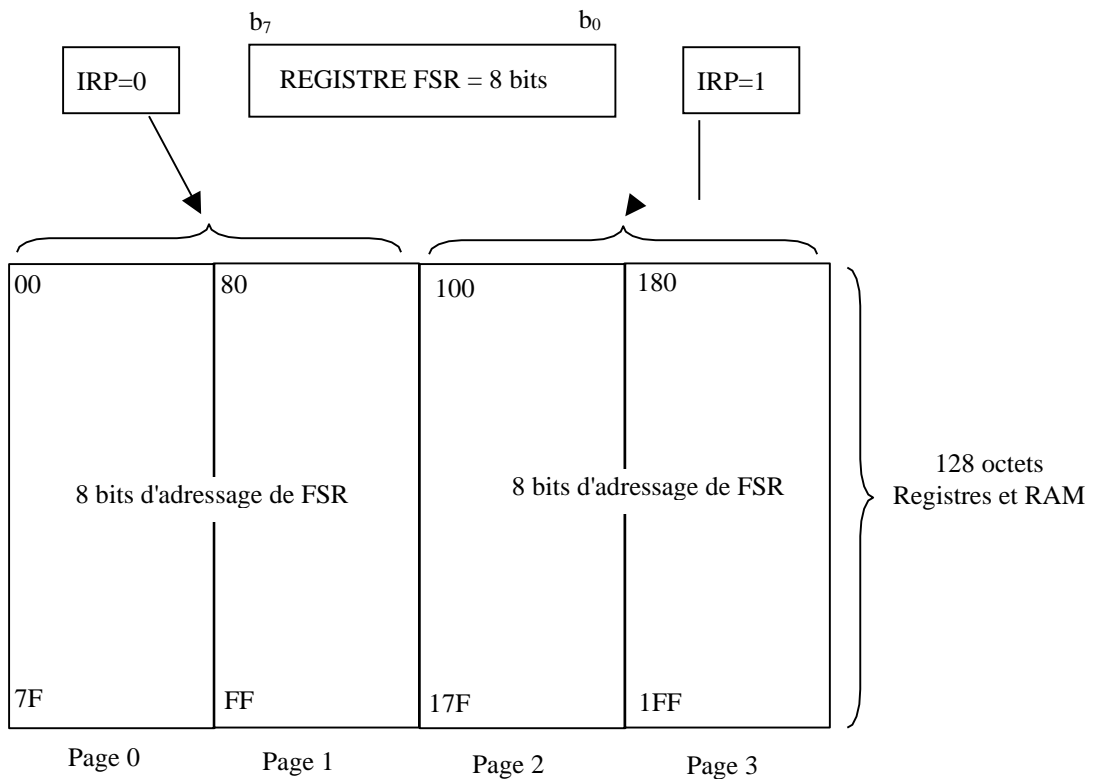 b7
b0
IRP=0
REGISTRE FSR = 8 bits
IRP=1
00
80
100
180
8 bits d'adressage de FSR
8 bits d'adressage de FSR
128 octets
Registres et RAM
7F
FF
17F
1FF
Page 0
Page 1
Page 2
Page 3